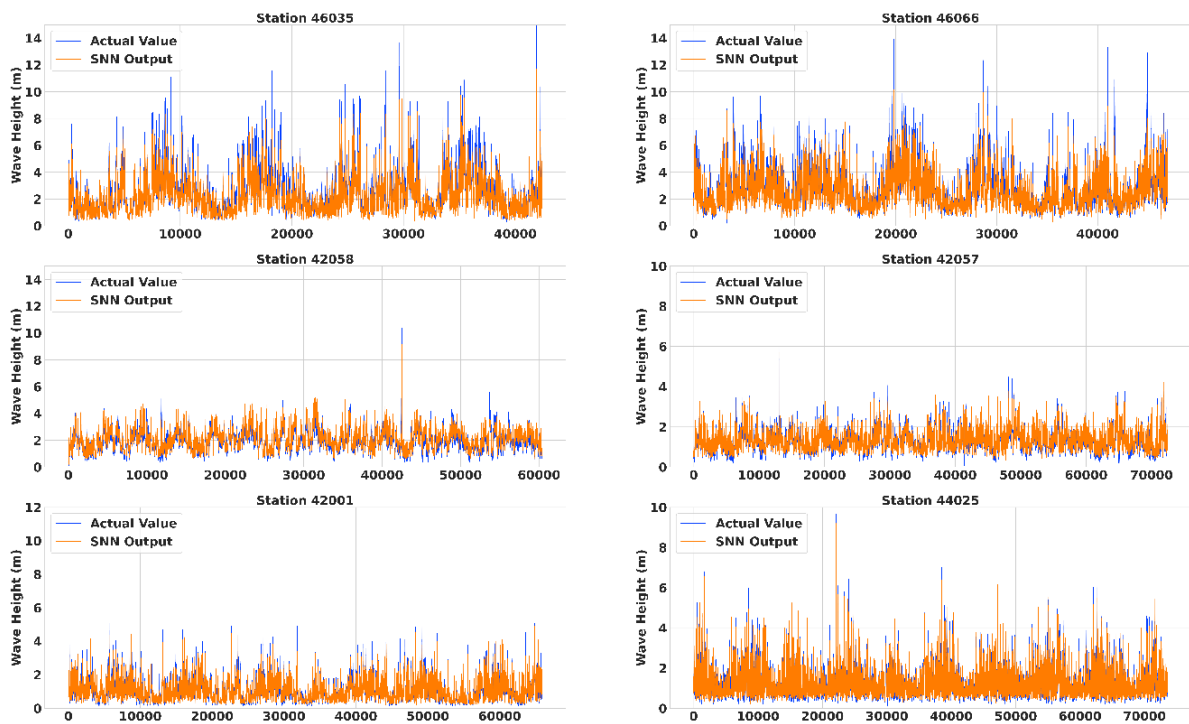 Station 46035
Wave Height (m)
14
12
10
8
6
4
2
0
Actual Value
SNN Output
0 10000 20000 30000 40000
Station 46066
Wave Height (m)
14
12
10
8
6
4
2
0
Actual Value
SNN Output
0 10000 20000 30000 40000
Station 42058
Wave Height (m)
14
12
10
8
6
4
2
0
Actual Value
SNN Output
0 10000 20000 30000 40000 50000 60000
Station 42057
Wave Height (m)
10
8
6
4
2
0
Actual Value
SNN Output
0 10000 20000 30000 40000 50000 60000 70000
Station 42001
Wave Height (m)
12
10
8
6
4
2
0
Actual Value
SNN Output
0 10000 20000 30000 40000 50000 60000
Station 44025
Wave Height (m)
10
8
6
4
2
0
Actual Value
SNN Output
0 10000 20000 30000 40000 50000 60000 70000